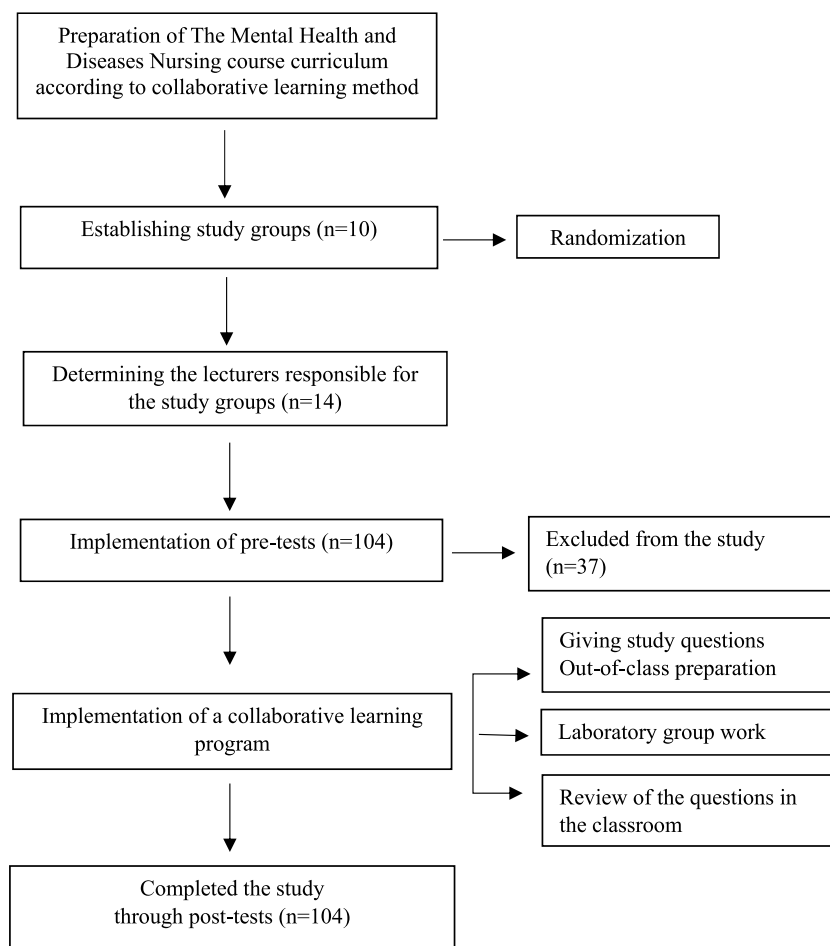 Preparation of The Mental Health and
Diseases Nursing course curriculum
according to collaborative learning method
Establishing study groups (n=10)
Randomization
Determining the lecturers responsible for
the study groups (n=14)
Implementation of pre-tests (n=104)
Excluded from the study
(n=37)
Giving study questions
Out-of-class preparation
Implementation of a collaborative learning
program
Laboratory group work
Review of the questions in
the classroom
Completed the study
through post-tests (n=104)